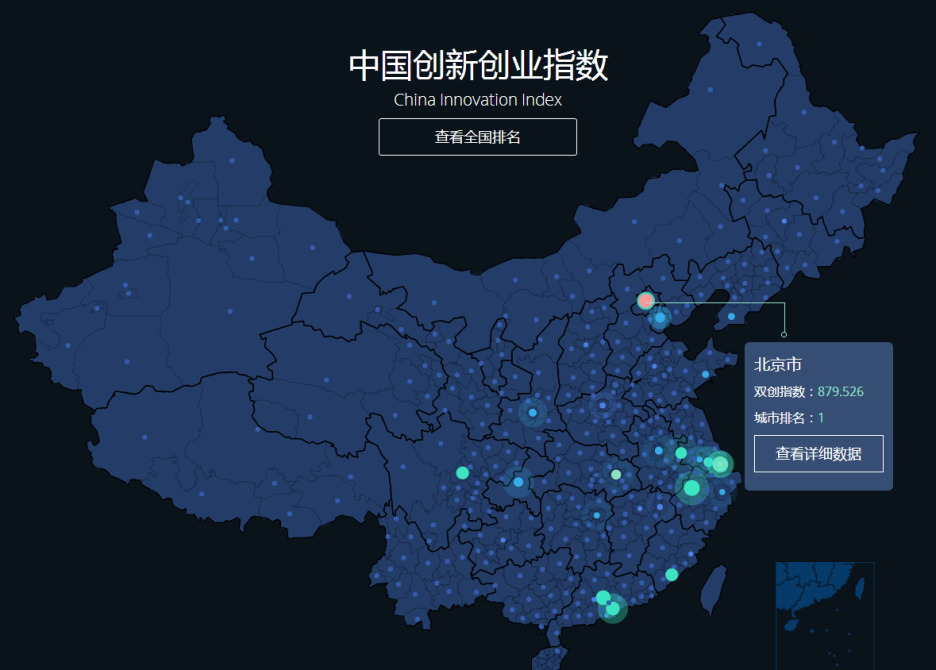 中国创新创业指数
China Innovation Index
查看全国排名
北京市
双创指数：879.526
城市排名：1
查看详细数据